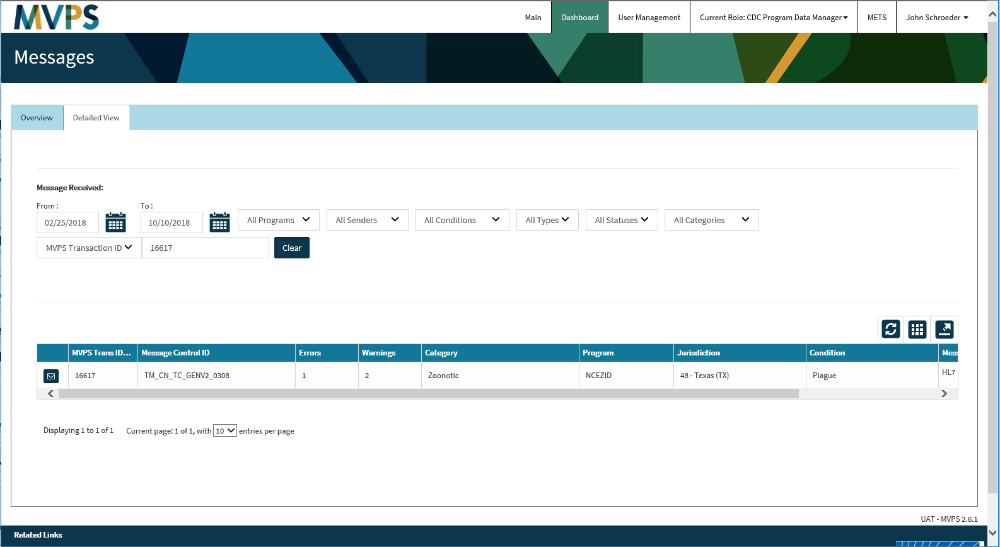 MVPS
Main Dashboard User Management Current Role: CDC Program Data Manager METS John Schroeder
Messages
Overview Detailed View
Message Received:
From : To :
02/25/2018 10/10/2018 All Programs All Senders All Conditions All Types All Statuses All Categories
MVPS Transaction ID 16617 Clear
MVPS Trans ID... Message Control ID Errors Warnings Category Program Jurisdiction Condition Mess
16617 TM_CN_TC_GENV2_0308 1 2 Zoonotic NCEZID 48 - Texas (TX) Plague HL7
Displaying 1 to 1 of 1 Current page: 1 of 1, with 10 entries per page
UAT - MVPS 2.6.1
Related Links